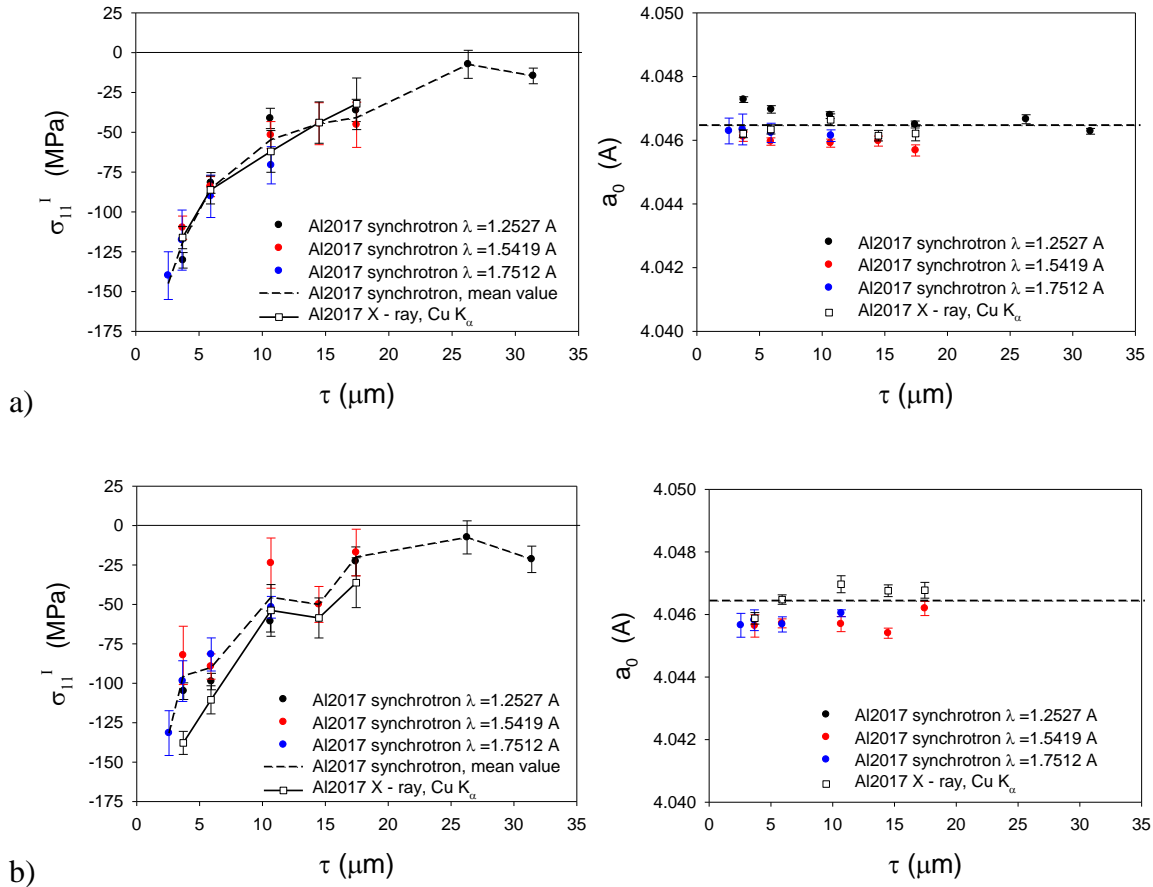 25
0
-25
-50
-75
-100
-125
-150
-175
σ₁₁ᴵ (MPa)
0 5 10 15 20 25 30 35
τ (μm)
Al2017 synchrotron λ =1.2527 A
Al2017 synchrotron λ =1.5419 A
Al2017 synchrotron λ =1.7512 A
Al2017 synchrotron, mean value
Al2017 X - ray, Cu Kα
4.050
4.048
4.046
4.044
4.042
4.040
a₀ (A)
0 5 10 15 20 25 30 35
τ (μm)
Al2017 synchrotron λ =1.2527 A
Al2017 synchrotron λ =1.5419 A
Al2017 synchrotron λ =1.7512 A
Al2017 X - ray, Cu Kα
a)
25
0
-25
-50
-75
-100
-125
-150
-175
σ₁₁ᴵ (MPa)
0 5 10 15 20 25 30 35
τ (μm)
Al2017 synchrotron λ =1.2527 A
Al2017 synchrotron λ =1.5419 A
Al2017 synchrotron λ =1.7512 A
Al2017 synchrotron, mean value
Al2017 X - ray, Cu Kα
4.050
4.048
4.046
4.044
4.042
4.040
a₀ (A)
0 5 10 15 20 25 30 35
τ (μm)
Al2017 synchrotron λ =1.2527 A
Al2017 synchrotron λ =1.5419 A
Al2017 synchrotron λ =1.7512 A
Al2017 X - ray, Cu Kα
b)